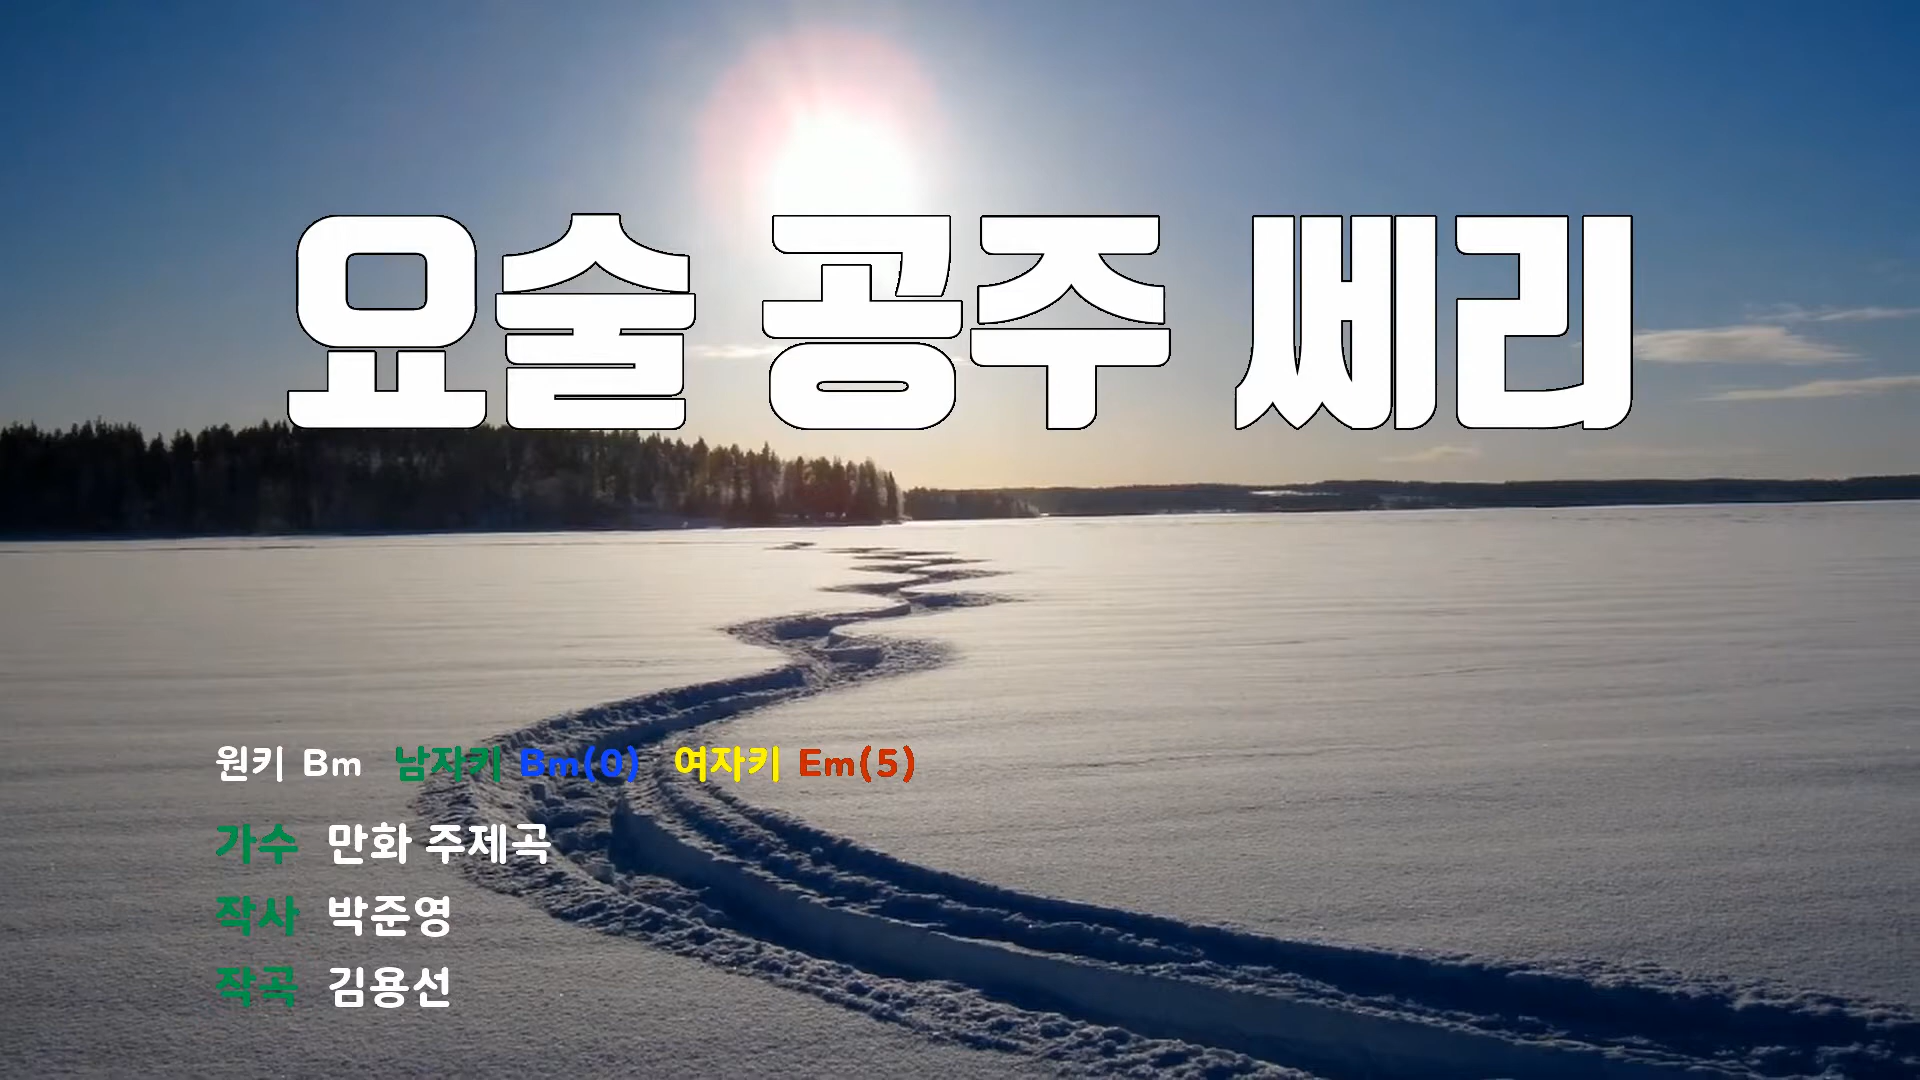 요술 공주 쎄리
원키 Bm 남자키 Bm(0) 여자키 Em(5)
가수 만화 주제곡
작사 박준영
작곡 김용선